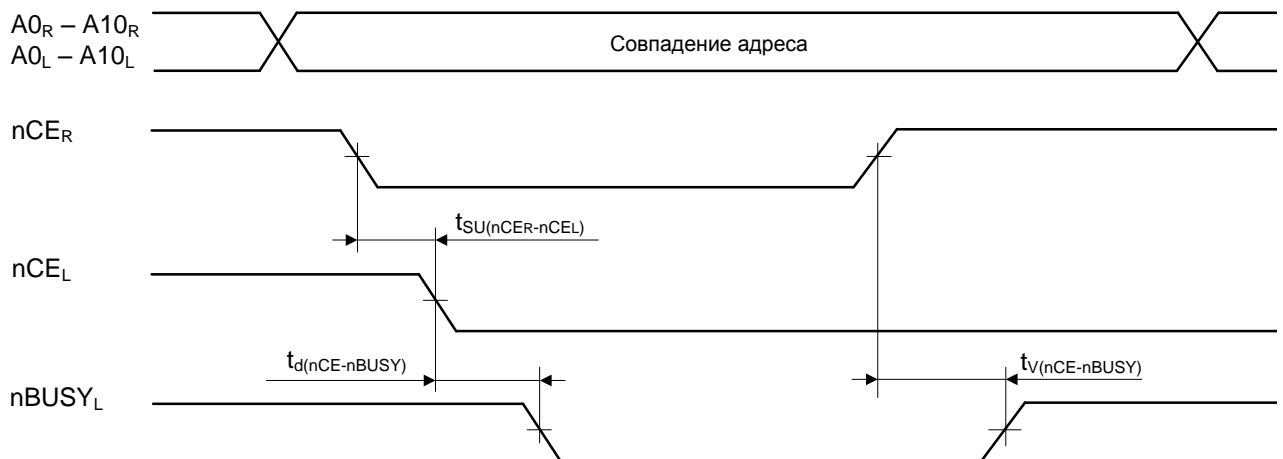 A0R – A10R
A0L – A10L
Совпадение адреса
nCER
tSU(nCER-nCEL)
nCEL
td(nCE-nBUSY)
tV(nCE-nBUSY)
nBUSYL